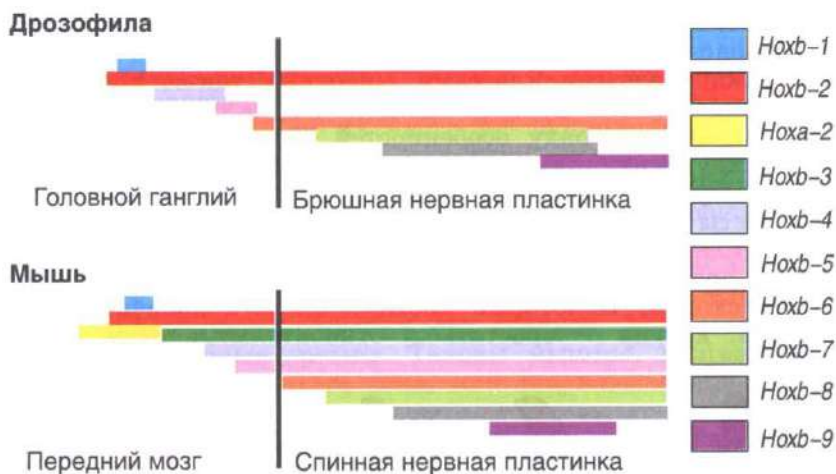 Дрозофила
Головной ганглий
Брюшная нервная пластинка
Мышь
Передний мозг
Спинная нервная пластинка
Hoxb-1
Hoxb-2
Hoxa-2
Hoxb-3
Hoxb-4
Hoxb-5
Hoxb-6
Hoxb-7
Hoxb-8
Hoxb-9